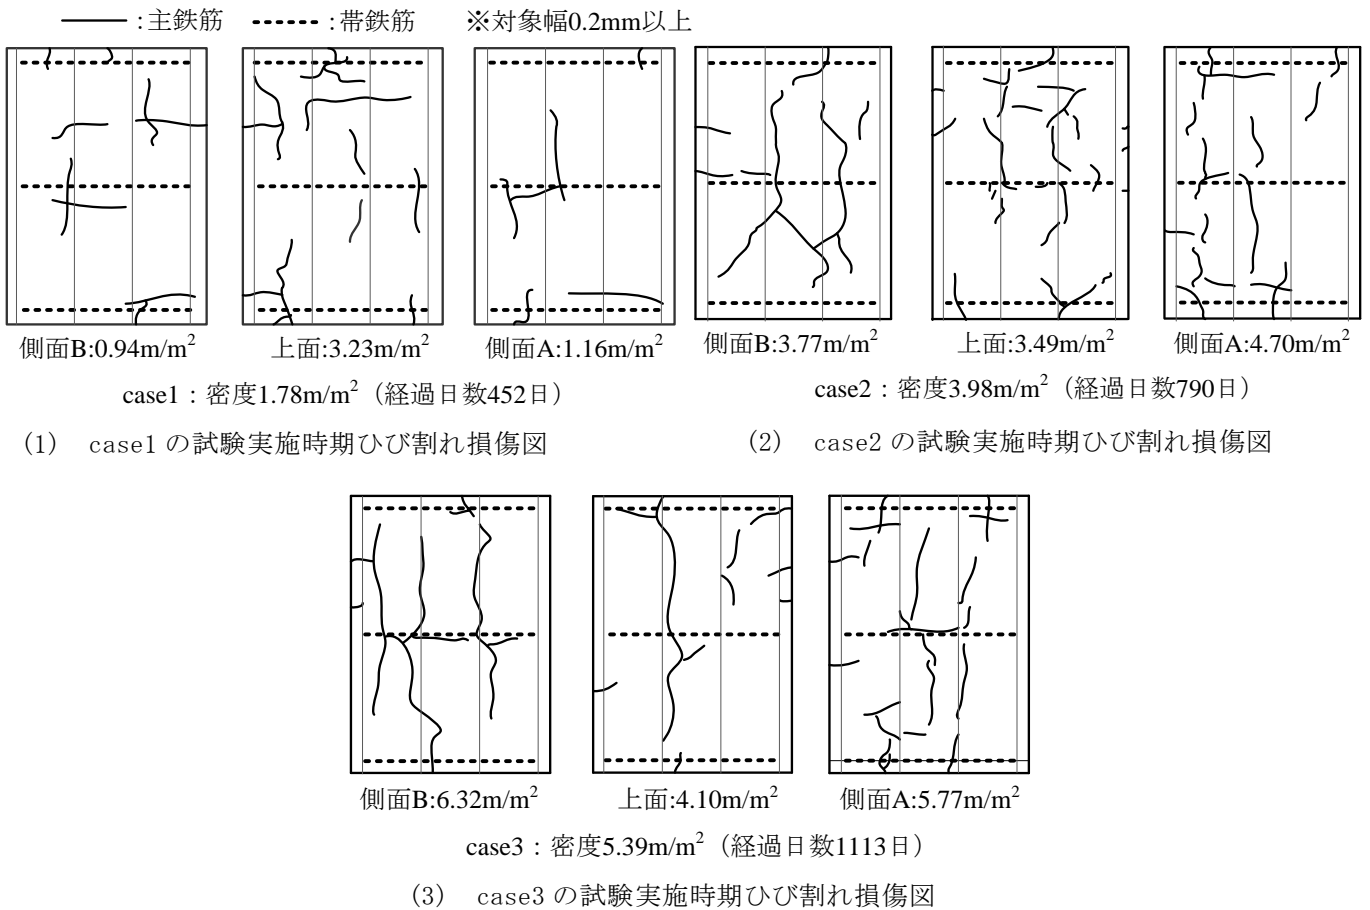 :主鉄筋 :帯鉄筋 ※対象幅0.2mm以上
側面B:0.94m/m² 上面:3.23m/m² 側面A:1.16m/m² 側面B:3.77m/m² 上面:3.49m/m² 側面A:4.70m/m²
case1：密度1.78m/m²（経過日数452日） case2：密度3.98m/m²（経過日数790日）
(1) case1 の試験実施時期ひび割れ損傷図 (2) case2 の試験実施時期ひび割れ損傷図
側面B:6.32m/m² 上面:4.10m/m² 側面A:5.77m/m²
case3：密度5.39m/m²（経過日数1113日）
(3) case3 の試験実施時期ひび割れ損傷図